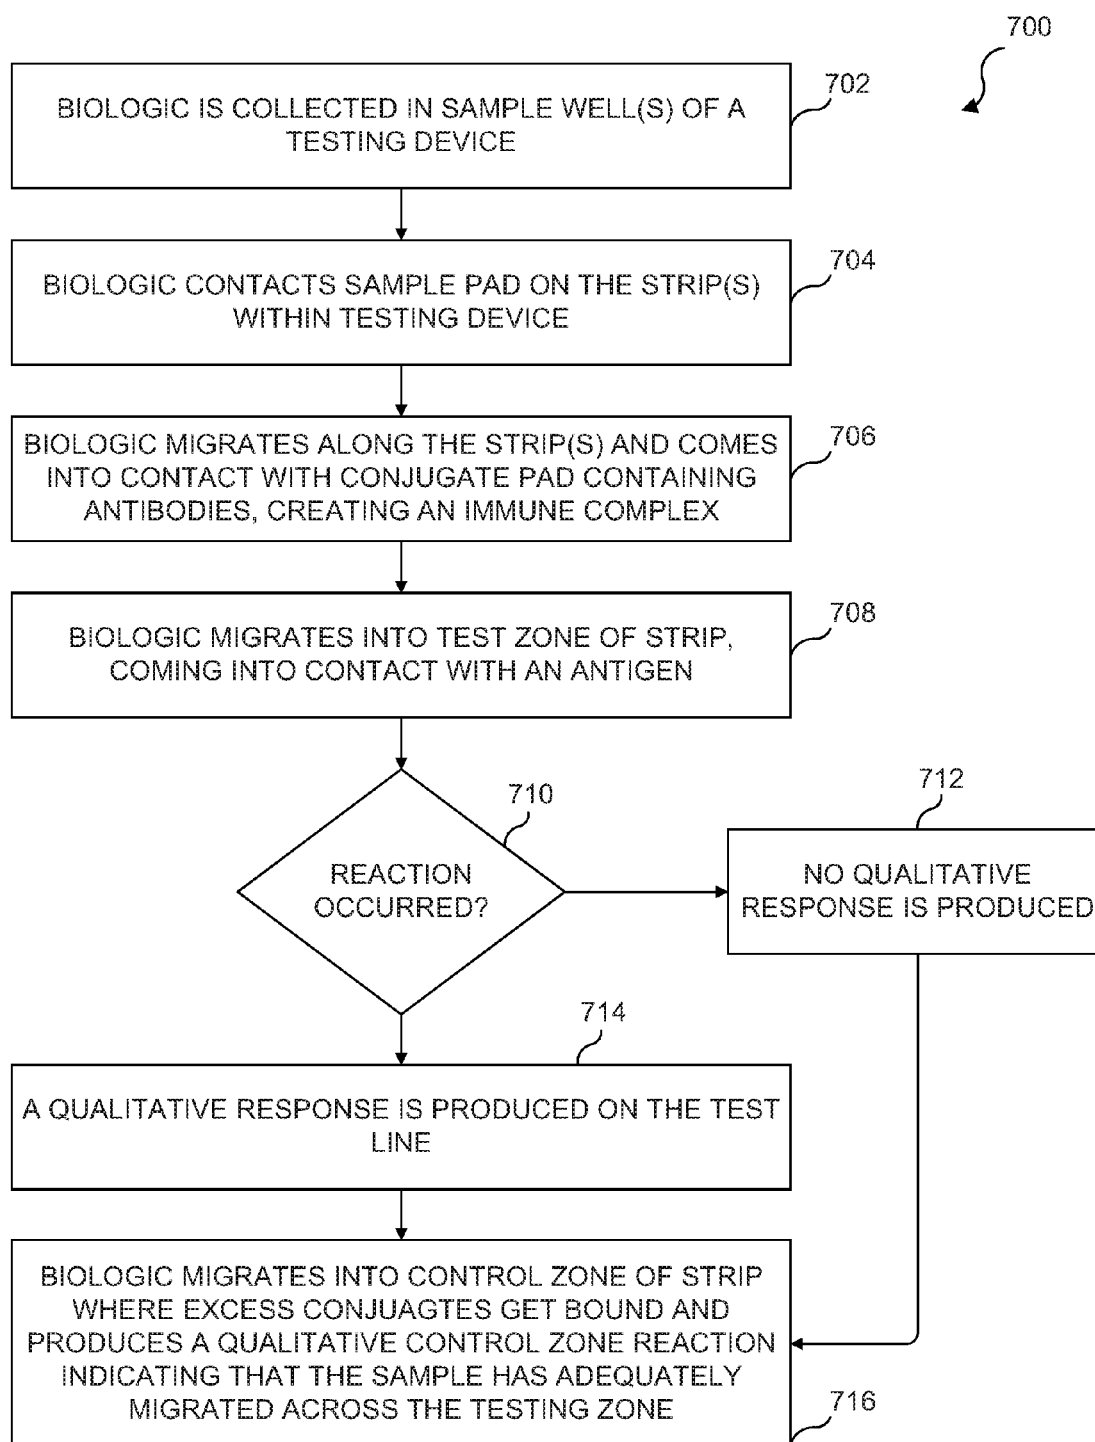 700
BIOLOGIC IS COLLECTED IN SAMPLE WELL(S) OF A
TESTING DEVICE
702
BIOLOGIC CONTACTS SAMPLE PAD ON THE STRIP(S)
WITHIN TESTING DEVICE
704
BIOLOGIC MIGRATES ALONG THE STRIP(S) AND COMES
INTO CONTACT WITH CONJUGATE PAD CONTAINING
ANTIBODIES, CREATING AN IMMUNE COMPLEX
706
BIOLOGIC MIGRATES INTO TEST ZONE OF STRIP,
COMING INTO CONTACT WITH AN ANTIGEN
708
REACTION
OCCURRED?
710
NO QUALITATIVE
RESPONSE IS PRODUCED
712
A QUALITATIVE RESPONSE IS PRODUCED ON THE TEST
LINE
714
BIOLOGIC MIGRATES INTO CONTROL ZONE OF STRIP
WHERE EXCESS CONJUAGTES GET BOUND AND
PRODUCES A QUALITATIVE CONTROL ZONE REACTION
INDICATING THAT THE SAMPLE HAS ADEQUATELY
MIGRATED ACROSS THE TESTING ZONE
716